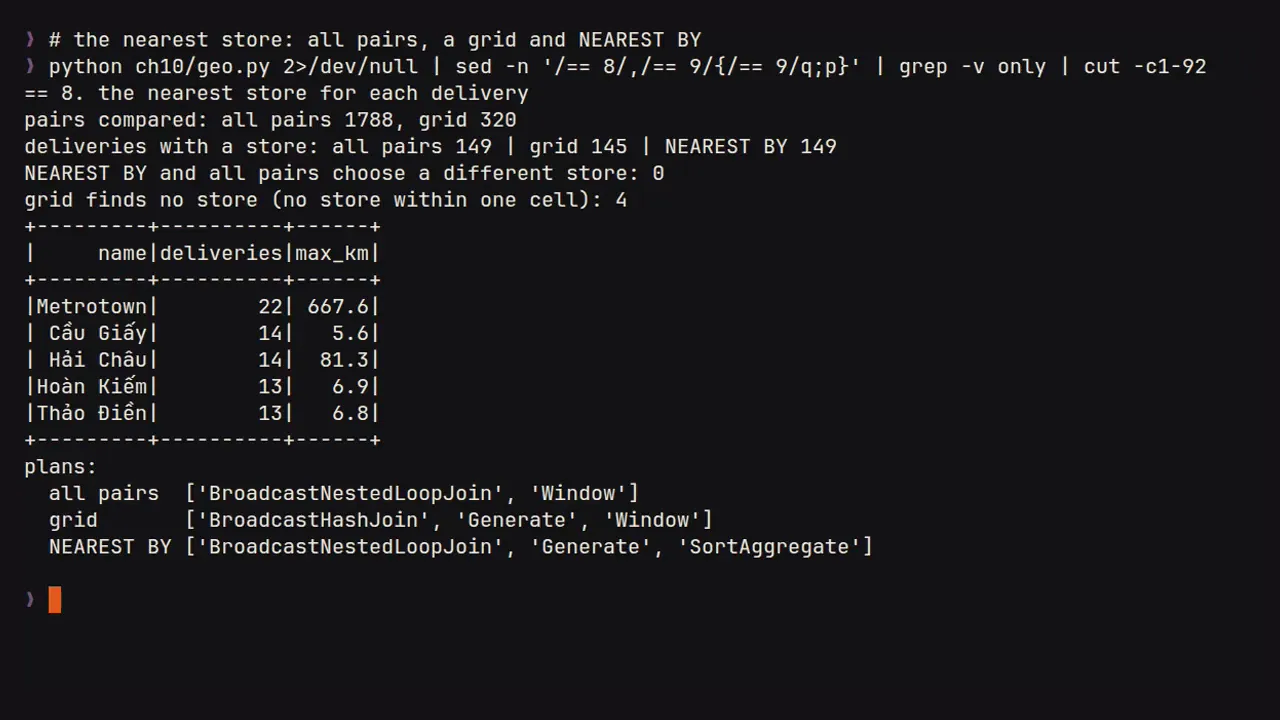 ❯ # the nearest store: all pairs, a grid and NEAREST BY
❯ python ch10/geo.py 2>/dev/null | sed -n '/== 8/,/== 9/{/== 9/q;p}' | grep -v only | cut -c1-92
== 8. the nearest store for each delivery
pairs compared: all pairs 1788, grid 320
deliveries with a store: all pairs 149 | grid 145 | NEAREST BY 149
NEAREST BY and all pairs choose a different store: 0
grid finds no store (no store within one cell): 4
+---------+----------+------+
|     name|deliveries|max_km|
+---------+----------+------+
|Metrotown|        22| 667.6|
| Cầu Giấy|        14|   5.6|
| Hải Châu|        14|  81.3|
|Hoàn Kiếm|        13|   6.9|
|Thảo Điền|        13|   6.8|
+---------+----------+------+
plans:
  all pairs  ['BroadcastNestedLoopJoin', 'Window']
  grid       ['BroadcastHashJoin', 'Generate', 'Window']
  NEAREST BY ['BroadcastNestedLoopJoin', 'Generate', 'SortAggregate']
❯